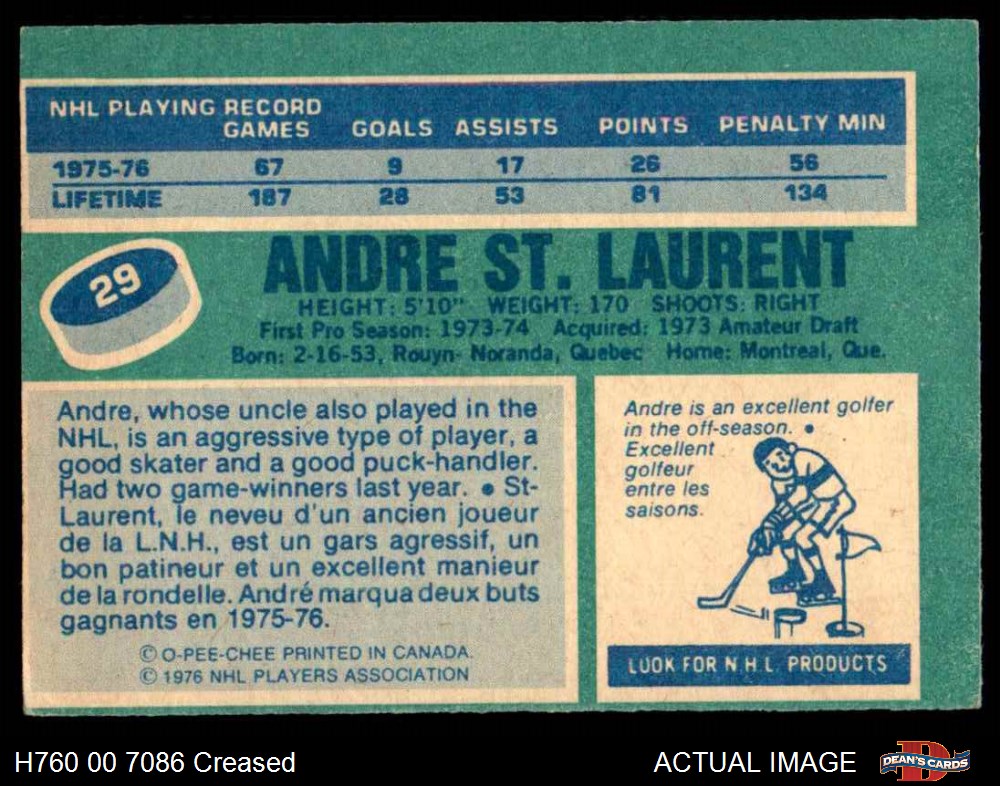 NHL PLAYING RECORD
GAMES GOALS ASSISTS POINTS PENALTY MIN
1975-76 67 9 17 26 56
LIFETIME 187 28 53 81 134
29
ANDRE ST. LAURENT
HEIGHT: 5'10" WEIGHT: 170 SHOOTS: RIGHT
First Pro Season: 1973-74 Acquired: 1973 Amateur Draft
Born: 2-16-53, Rouyn- Noranda, Quebec Home: Montreal, Que.
Andre, whose uncle also played in the
NHL, is an aggressive type of player, a
good skater and a good puck-handler.
Had two game-winners last year. • St-
Laurent, le neveu d'un ancien joueur
de la L.N.H., est un gars agressif, un
bon patineur et un excellent manieur
de la rondelle. André marqua deux buts
gagnants en 1975-76.
© O-PEE-CHEE PRINTED IN CANADA.
© 1976 NHL PLAYERS ASSOCIATION
Andre is an excellent golfer
in the off-season. •
Excellent
golfeur
entre les
saisons.
LOOK FOR N.H.L. PRODUCTS
H760 00 7086 Creased
ACTUAL IMAGE
D
DEAN'S CARDS